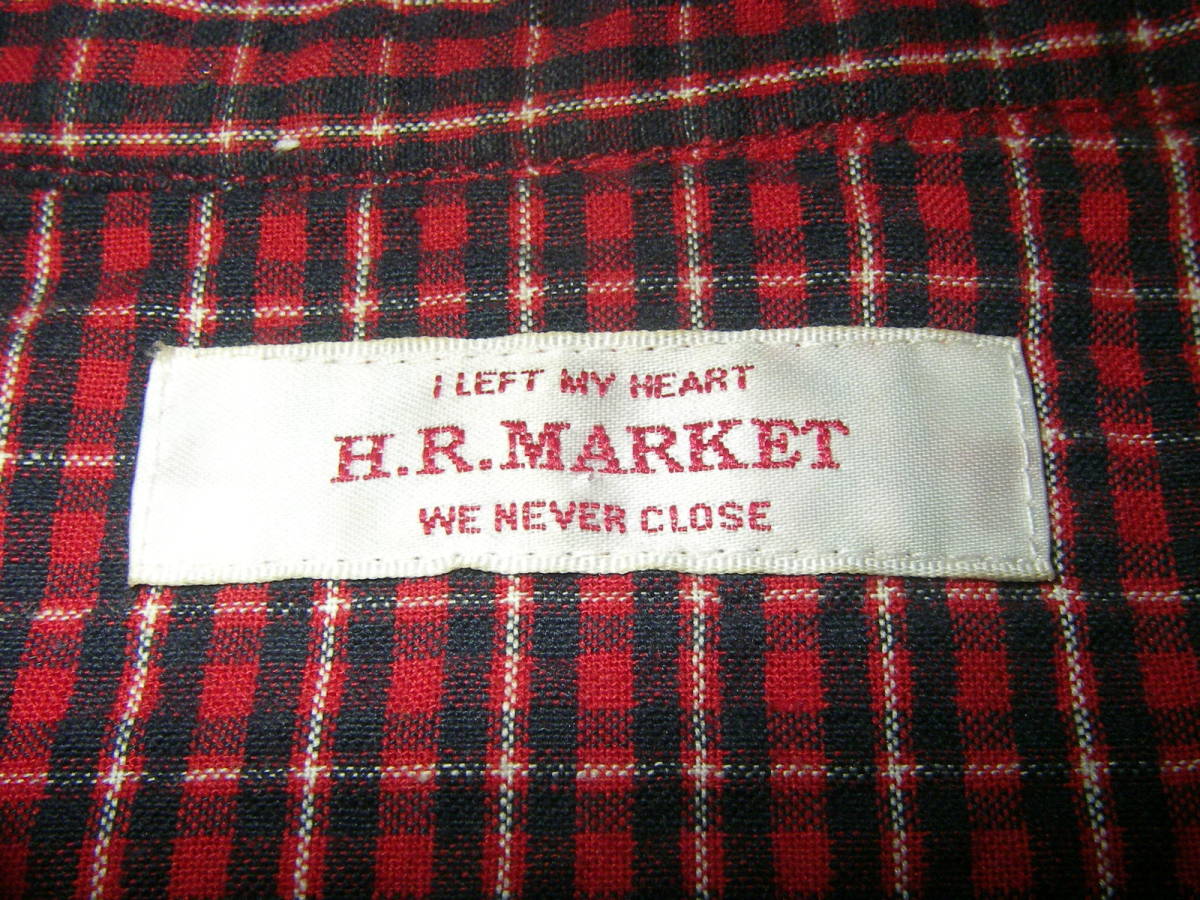 I LEFT MY HEART
H.R.MARKET
WE NEVER CLOSE